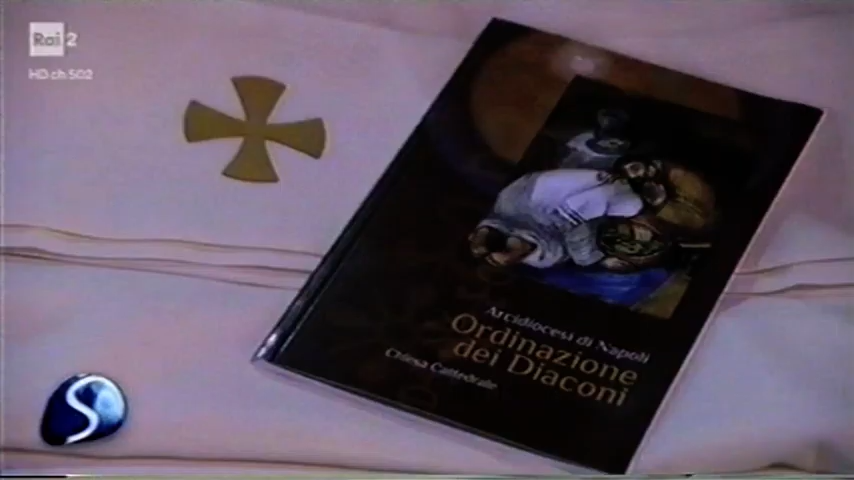 Rai 2
HD ch 502
Arcidiocesi di Napoli
Ordinazione
dei Diaconi
Chiesa Cattedrale
S